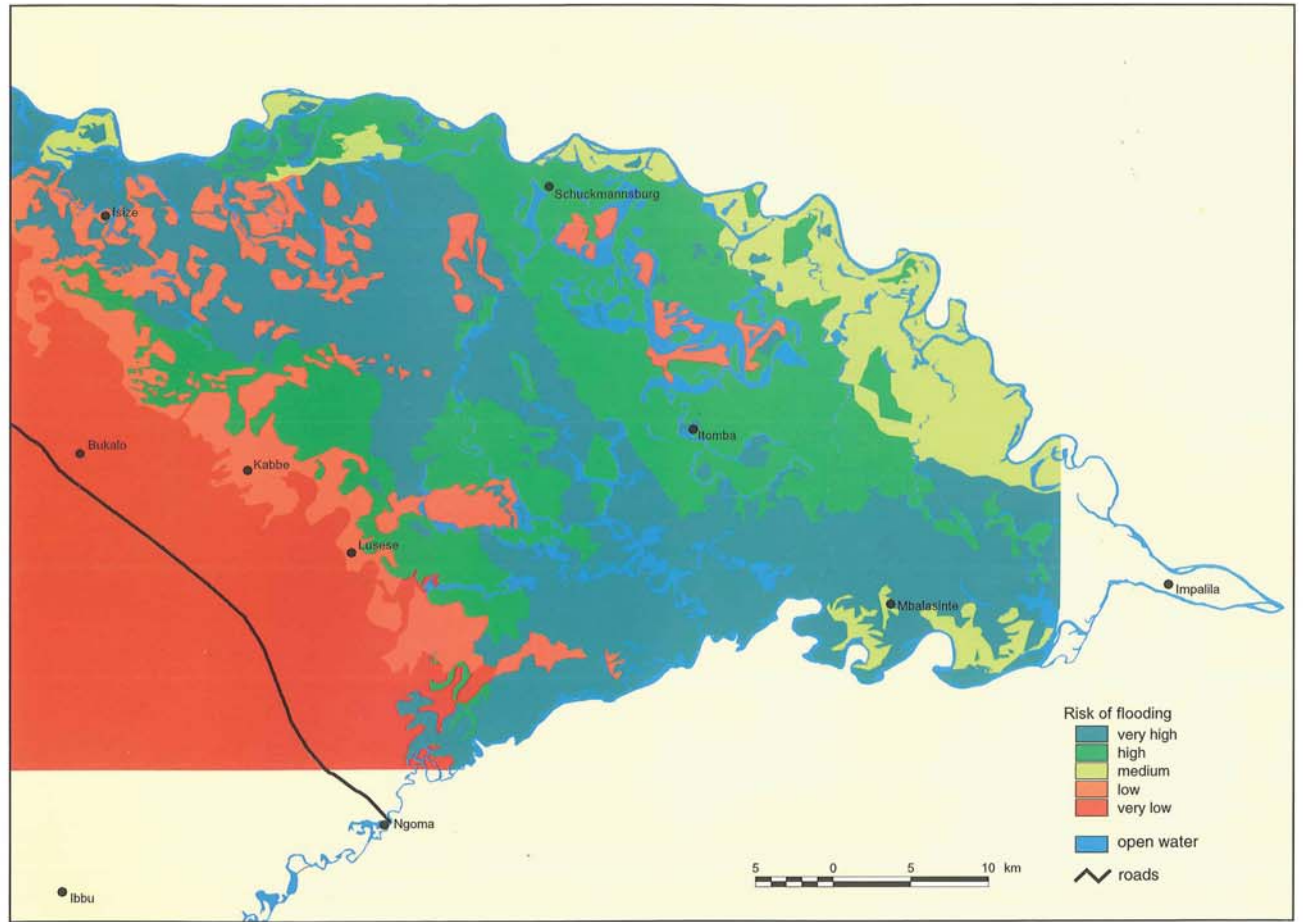 Schuckmannsburg
Isize
Itomba
Bukalo
Kabbe
Lusese
Impalila
Mbalasinte
Risk of flooding
very high
high
medium
low
very low
open water
roads
Ngoma
5 0 5 10 km
Ibbu